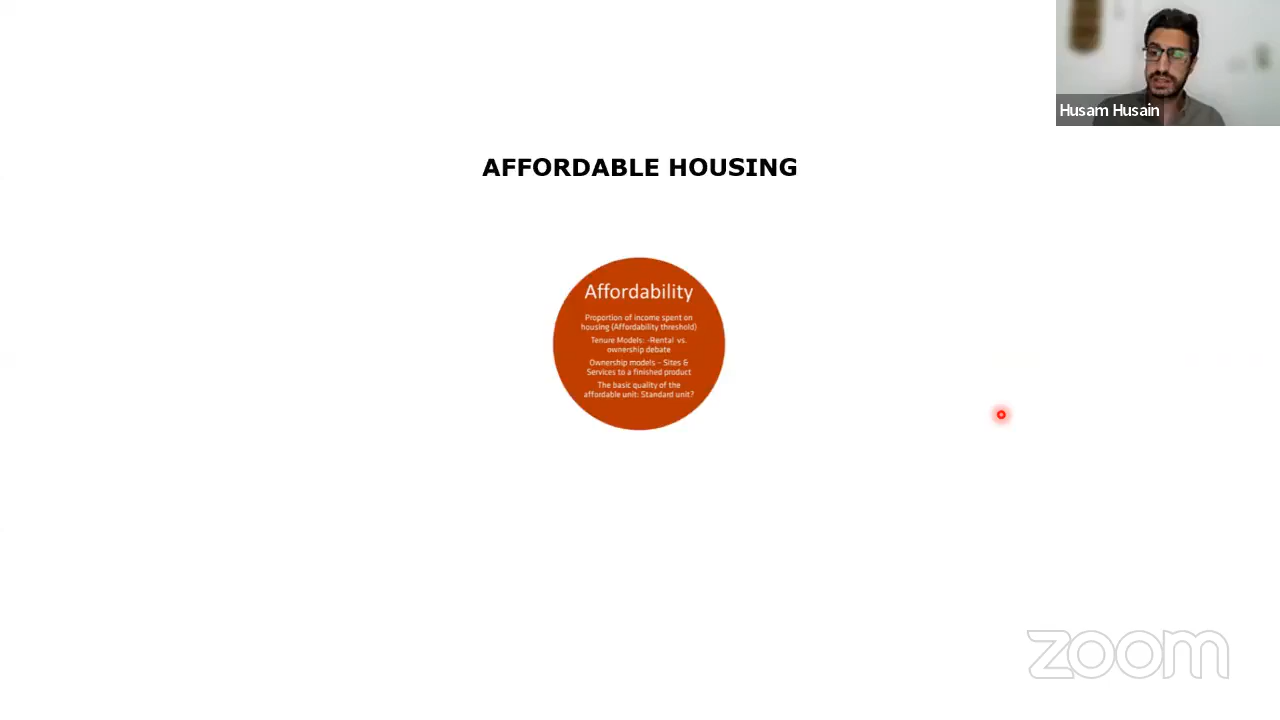 Husam Husain
AFFORDABLE HOUSING
Affordability
Proportion of income spent on
housing (Affordability threshold)
Tenure Models: -Rental vs.
ownership debate
Ownership models - Sites &
Services to a finished product
The basic quality of the
affordable unit: Standard unit?
zoom